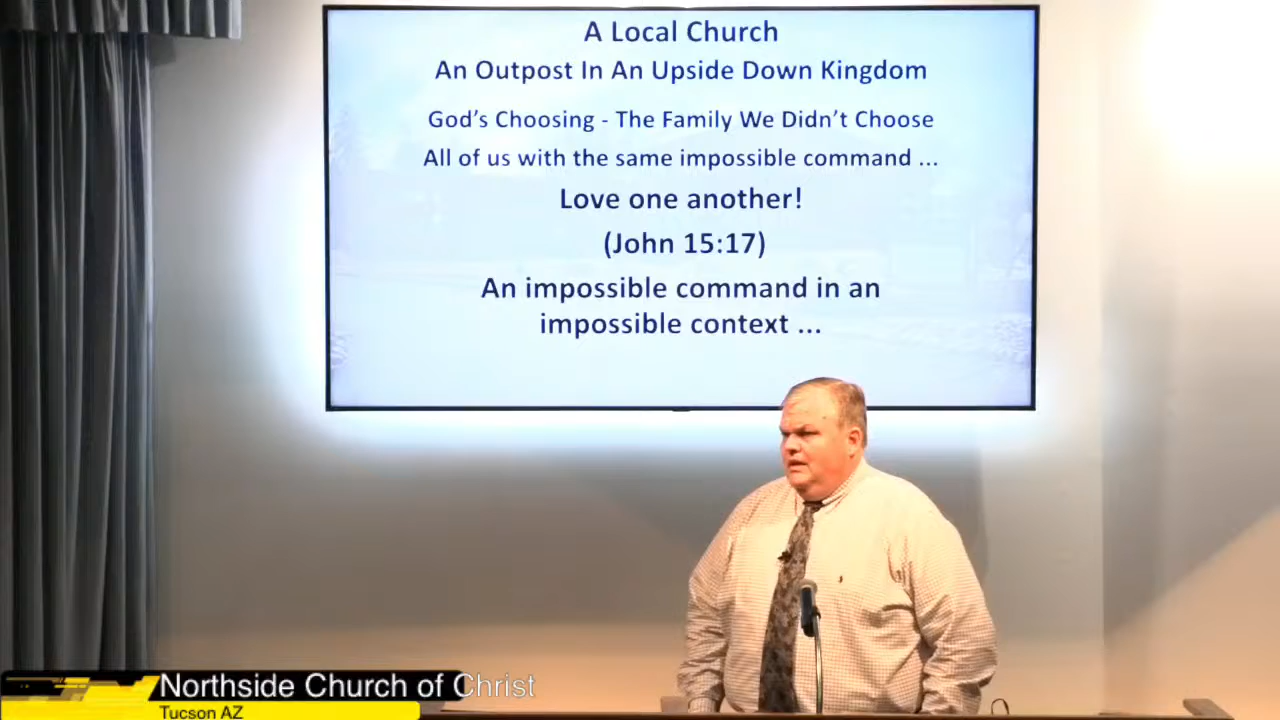 A Local Church
An Outpost In An Upside Down Kingdom
God's Choosing - The Family We Didn't Choose
All of us with the same impossible command ...
Love one another!
(John 15:17)
An impossible command in an
impossible context ...
Northside Church of Christ
Tucson AZ